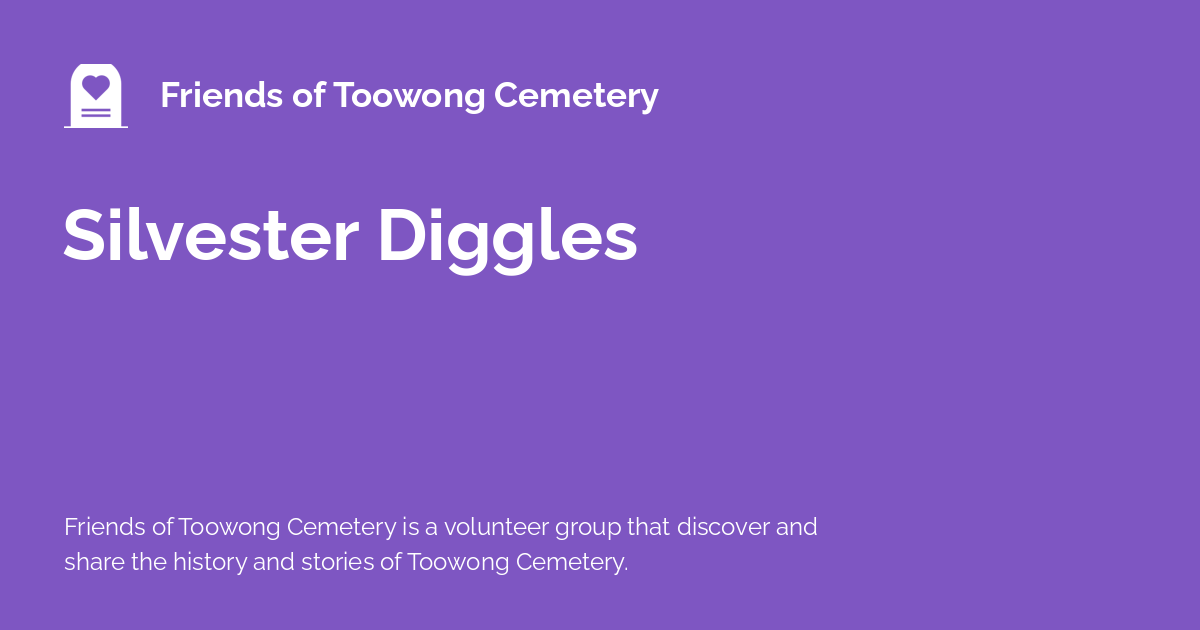 Friends of Toowong Cemetery
Silvester Diggles
Friends of Toowong Cemetery is a volunteer group that discover and
share the history and stories of Toowong Cemetery.